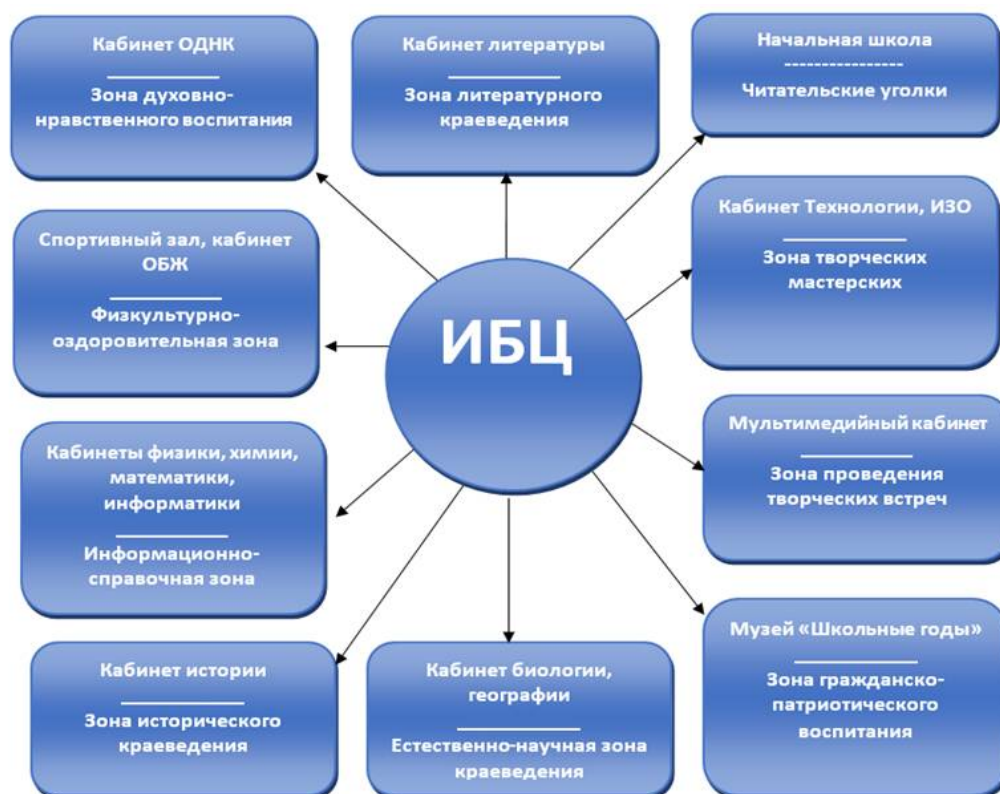 Кабинет ОДНК
Зона духовно-
нравственного воспитания
Кабинет литературы
Зона литературного
краеведения
Начальная школа
----------------
Читательские уголки
Спортивный зал, кабинет
ОБЖ
Физкультурно-
оздоровительная зона
ИБЦ
Кабинет Технологии, ИЗО
Зона творческих
мастерских
Кабинеты физики, химии,
математики,
информатики
Информационно-
справочная зона
Мультимедийный кабинет
Зона проведения
творческих встреч
Кабинет истории
Зона исторического
краеведения
Кабинет биологии,
географии
Естественно-научная зона
краеведения
Музей «Школьные годы»
Зона гражданско-
патриотического
воспитания